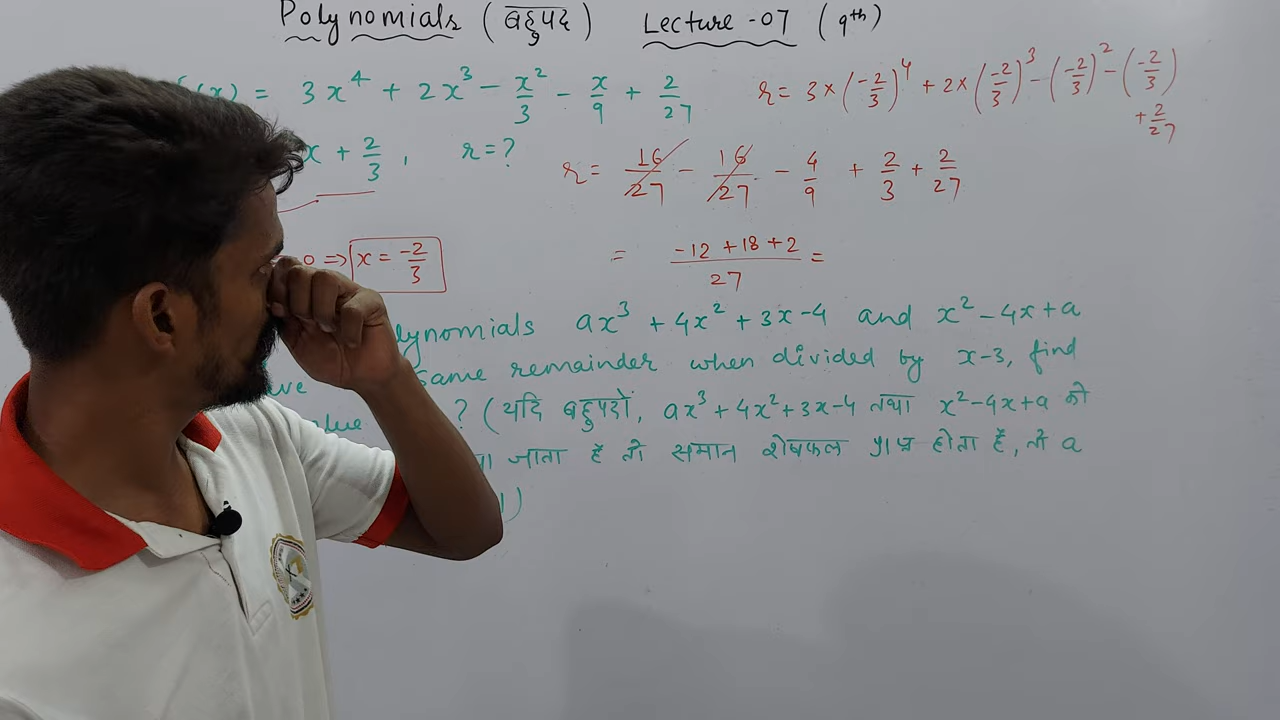 Polynomials (बहुपद) Lecture -07 (9th)
(x) = 3x⁴ + 2x³ - x²/3 - x/9 + 2/27
r = 3×(-2/3)⁴ + 2×(-2/3)³ - (-2/3)² - (-2/3) + 2/27
x + 2/3, r=?
r = 16/27 - 16/27 - 4/9 + 2/3 + 2/27
0 ⇒ x = -2/3
= -12 +18 +2 / 27 =
lynomials ax³ + 4x² + 3x-4 and x² - 4x+a
same remainder when divided by x-3, find
? (यदि बहुपदों, ax³ + 4x² + 3x-4 तथा x² - 4x+a को
जाता है तो समान शेषफल प्राप्त होता है, तो a
)